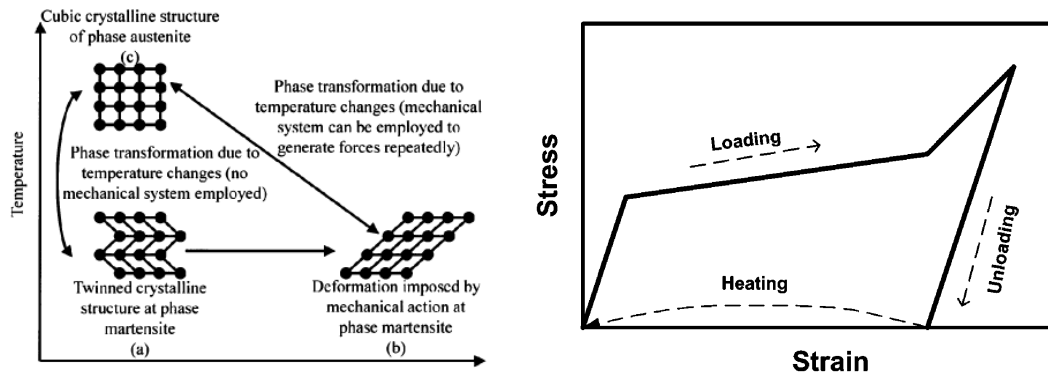 Cubic crystalline structure
of phase austenite
(c)
Phase transformation due to
temperature changes (mechanical
system can be employed to
generate forces repeatedly)
Phase transformation due to
temperature changes (no
mechanical system employed)
Temperature
Twinned crystalline
structure at phase
martensite
(a)
Deformation imposed by
mechanical action at
phase martensite
(b)
Stress
Loading
Unloading
Heating
Strain